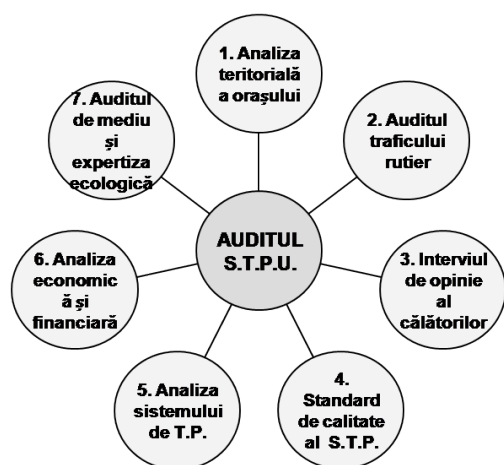 1. Analiza
teritorială
a orașului
2. Auditul
traficului
rutier
3. Interviul
de opinie
al
călătorilor
4.
Standard
de calitate
al S.T.P.
5. Analiza
sistemului
de T.P.
6. Analiza
economic
ă și
financiară
7. Auditul
de mediu
și
expertiza
ecologică
AUDITUL
S.T.P.U.